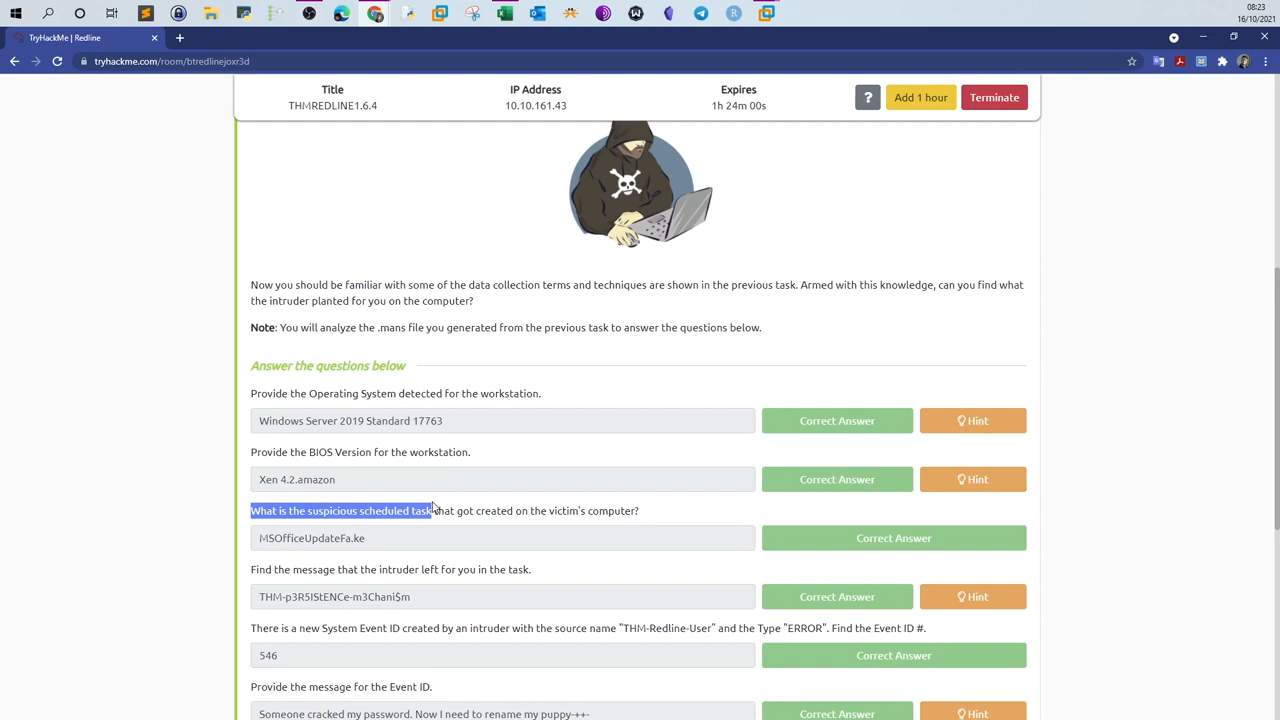 08:23
16/10/2021
TryHackMe | Redline
tryhackme.com/room/btredlinejoxr3d
Title
IP Address
Expires
THMREDLINE1.6.4
10.10.161.43
1h 24m 00s
?
Add 1 hour
Terminate
Now you should be familiar with some of the data collection terms and techniques are shown in the previous task. Armed with this knowledge, can you find what
the intruder planted for you on the computer?
Note: You will analyze the .mans file you generated from the previous task to answer the questions below.
Answer the questions below
Provide the Operating System detected for the workstation.
Windows Server 2019 Standard 17763
Correct Answer
Hint
Provide the BIOS Version for the workstation.
Xen 4.2.amazon
Correct Answer
Hint
What is the suspicious scheduled task that got created on the victim's computer?
MSOfficeUpdateFa.ke
Correct Answer
Find the message that the intruder left for you in the task.
THM-p3R5IStENCe-m3Chani$m
Correct Answer
Hint
There is a new System Event ID created by an intruder with the source name "THM-Redline-User" and the Type "ERROR". Find the Event ID #.
546
Correct Answer
Provide the message for the Event ID.
Someone cracked my password. Now I need to rename my puppy-++-
Correct Answer
Hint